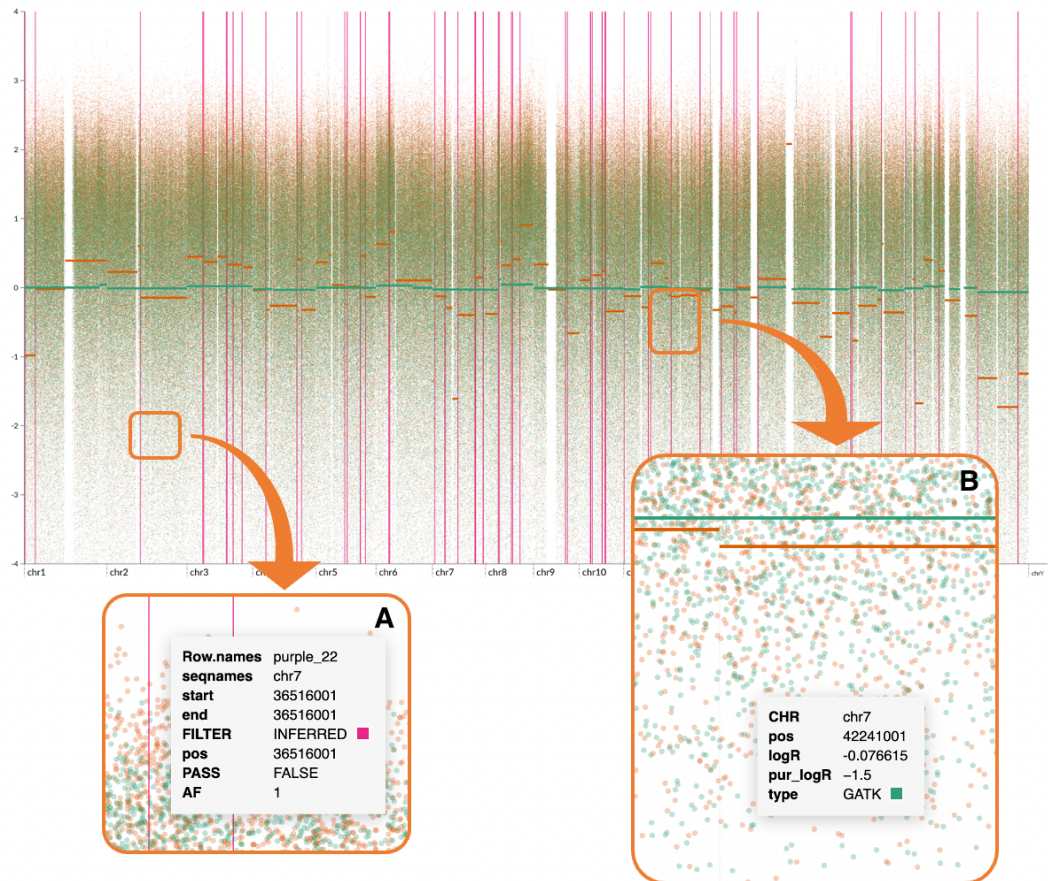 4
3
2
1
0
-1
-2
-3
-4
chr1 chr2 chr3 chr5 chr6 chr7 chr8 chr9 chr10 chrY
A
Row.names purple_22
seqnames chr7
start 36516001
end 36516001
FILTER INFERRED
pos 36516001
PASS FALSE
AF 1
B
CHR chr7
pos 42241001
logR -0.076615
pur_logR −1.5
type GATK